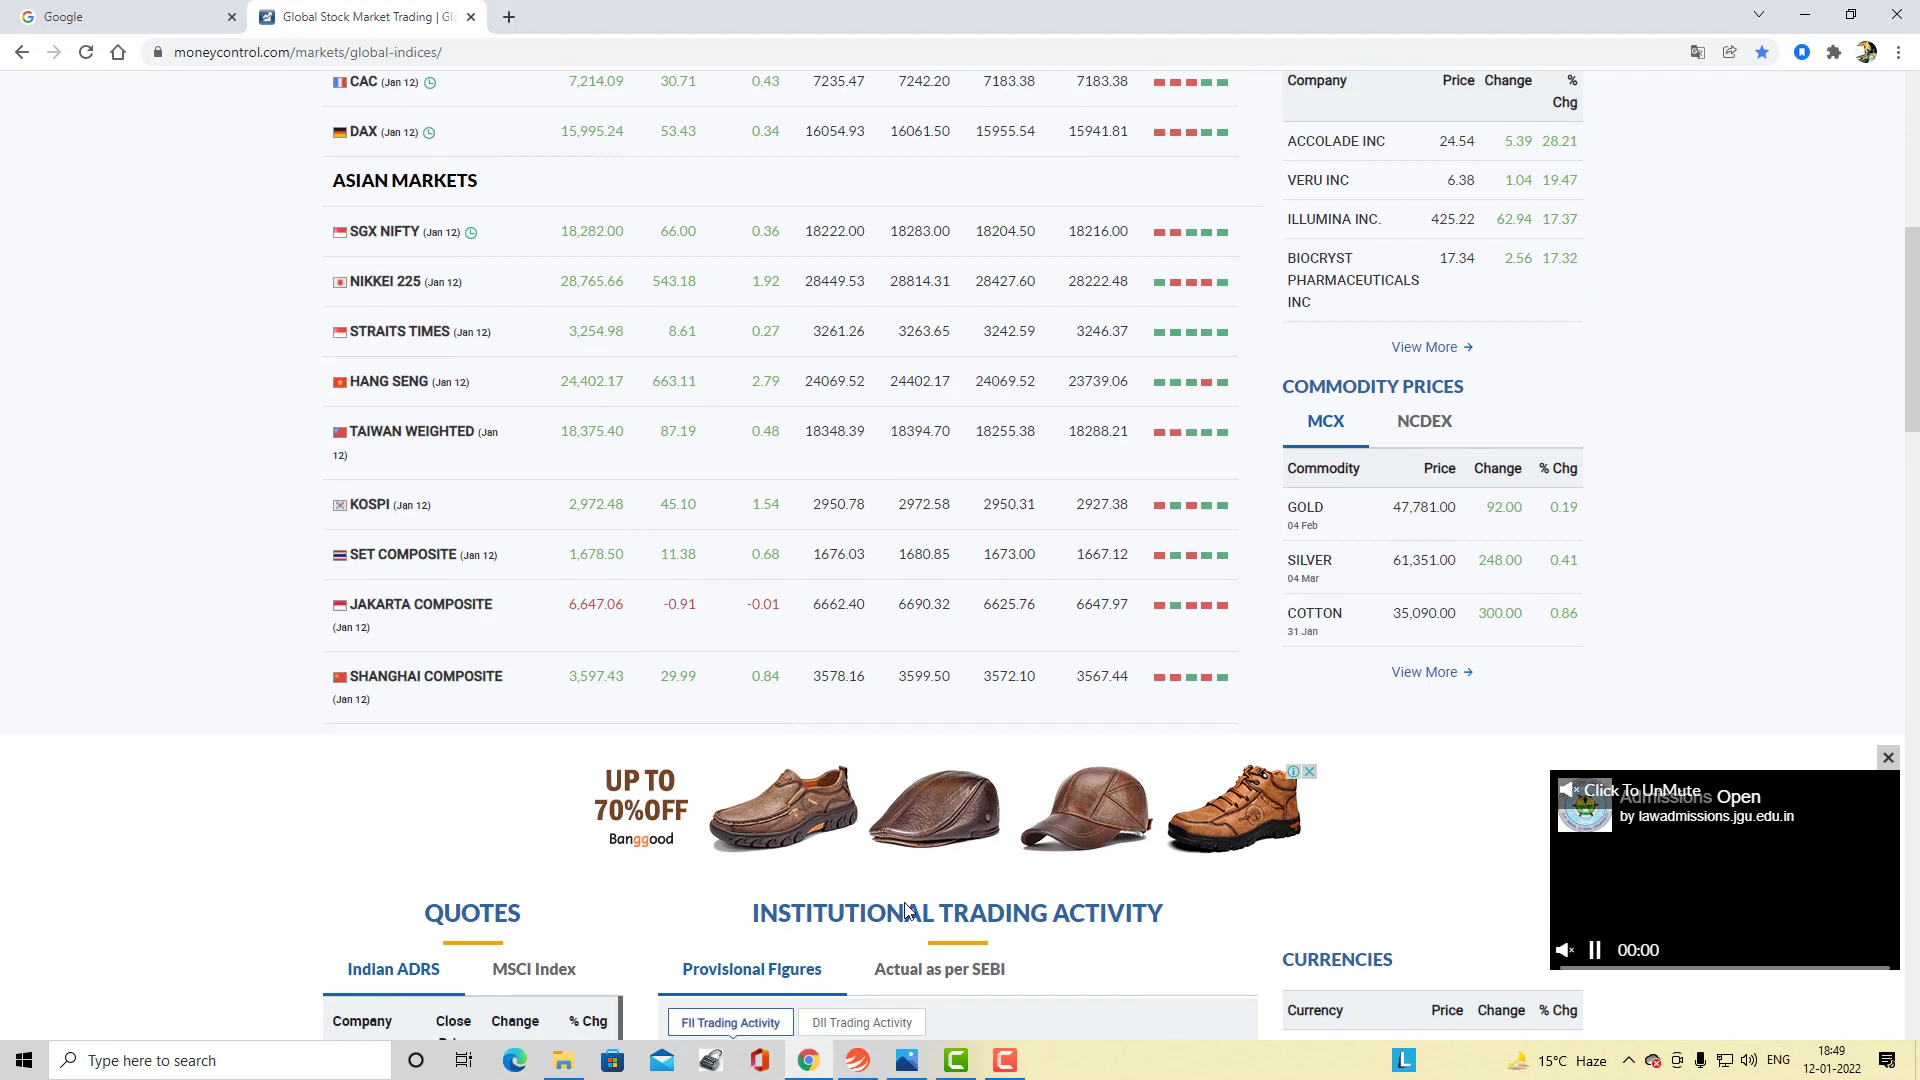 Google
Global Stock Market Trading | Gl
moneycontrol.com/markets/global-indices/
CAC (Jan 12) 7,214.09 30.71 0.43 7235.47 7242.20 7183.38 7183.38
DAX (Jan 12) 15,995.24 53.43 0.34 16054.93 16061.50 15955.54 15941.81
ASIAN MARKETS
SGX NIFTY (Jan 12) 18,282.00 66.00 0.36 18222.00 18283.00 18204.50 18216.00
NIKKEI 225 (Jan 12) 28,765.66 543.18 1.92 28449.53 28814.31 28427.60 28222.48
STRAITS TIMES (Jan 12) 3,254.98 8.61 0.27 3261.26 3263.65 3242.59 3246.37
HANG SENG (Jan 12) 24,402.17 663.11 2.79 24069.52 24402.17 24069.52 23739.06
TAIWAN WEIGHTED (Jan 18,375.40 87.19 0.48 18348.39 18394.70 18255.38 18288.21
12)
KOSPI (Jan 12) 2,972.48 45.10 1.54 2950.78 2972.58 2950.31 2927.38
SET COMPOSITE (Jan 12) 1,678.50 11.38 0.68 1676.03 1680.85 1673.00 1667.12
JAKARTA COMPOSITE 6,647.06 -0.91 -0.01 6662.40 6690.32 6625.76 6647.97
(Jan 12)
SHANGHAI COMPOSITE 3,597.43 29.99 0.84 3578.16 3599.50 3572.10 3567.44
(Jan 12)
Company Price Change %
Chg
ACCOLADE INC 24.54 5.39 28.21
VERU INC 6.38 1.04 19.47
ILLUMINA INC. 425.22 62.94 17.37
BIOCRYST 17.34 2.56 17.32
PHARMACEUTICALS
INC
View More
COMMODITY PRICES
MCX NCDEX
Commodity Price Change % Chg
GOLD 47,781.00 92.00 0.19
04 Feb
SILVER 61,351.00 248.00 0.41
04 Mar
COTTON 35,090.00 300.00 0.86
31 Jan
View More
UP TO
70%OFF
Banggood
Click To UnMute
Admissions Open
by lawadmissions.jgu.edu.in
00:00
QUOTES
Indian ADRS MSCI Index
Company Close Change % Chg
INSTITUTIONAL TRADING ACTIVITY
Provisional Figures Actual as per SEBI
FII Trading Activity DII Trading Activity
CURRENCIES
Currency Price Change % Chg
Type here to search
L
15°C Haze
ENG
18:49
12-01-2022